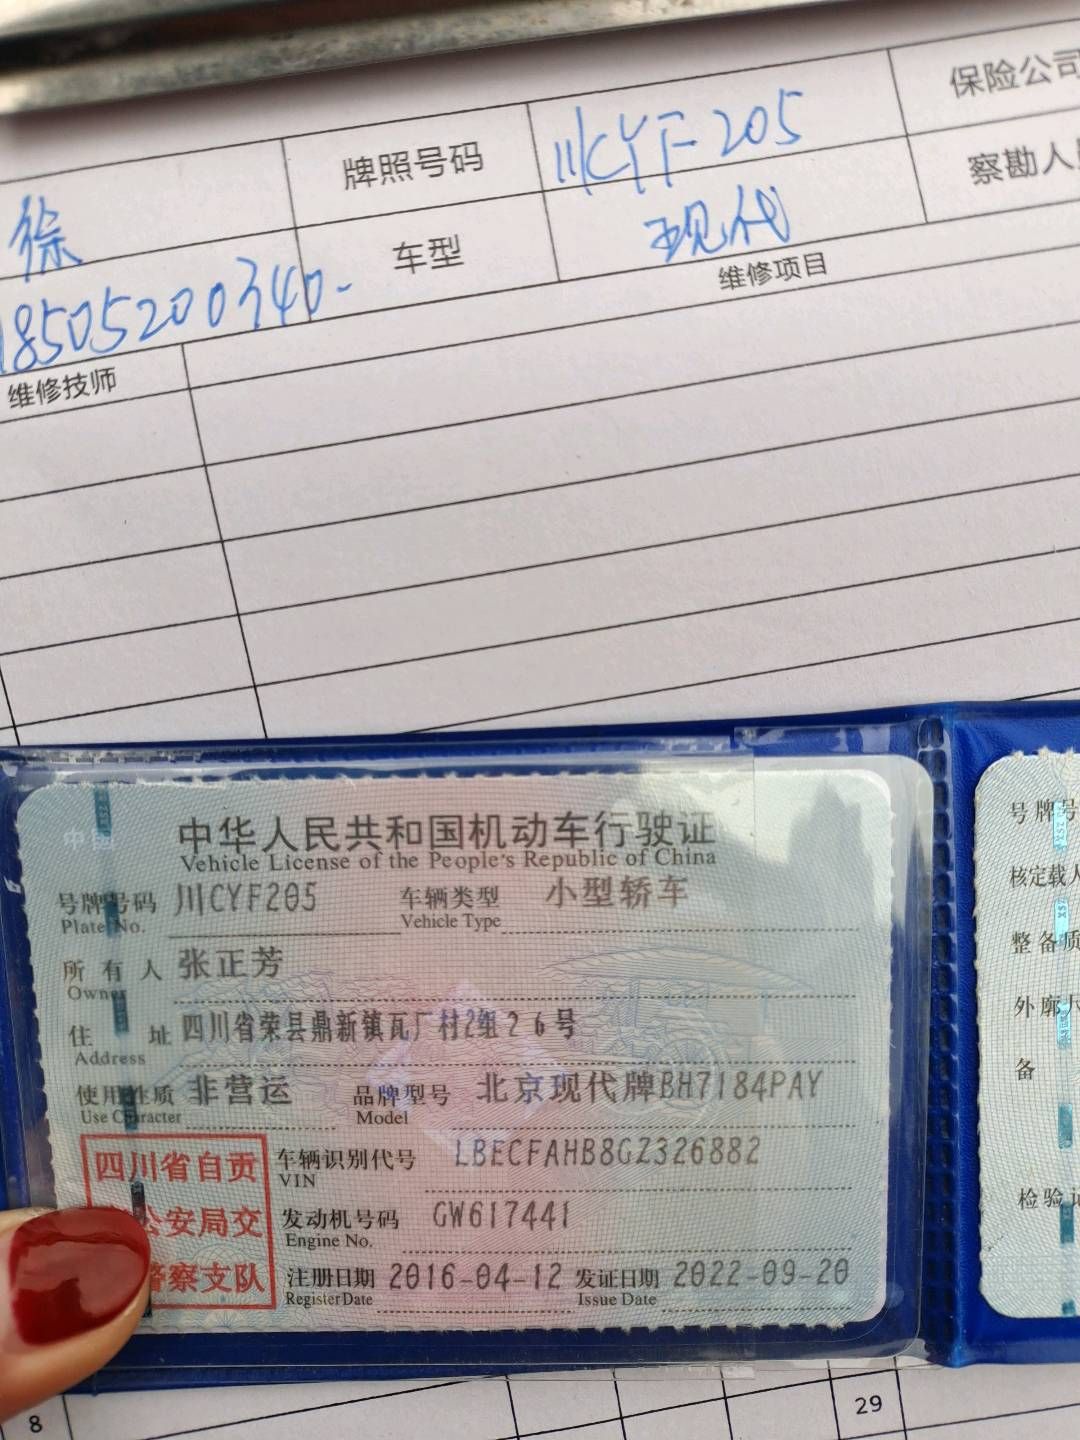 保险公司
牌照号码 川CYF205
徐
察勘人
车型 现代
18505200340-
维修项目
维修技师
中华人民共和国机动车行驶证
Vehicle License of the People's Republic of China
号牌号码 川CYF205 车辆类型 小型轿车
Plate No. Vehicle Type
所有人 张正芳
Owner
住址 四川省荣县鼎新镇瓦厂村2组26号
Address
使用性质 非营运 品牌型号 北京现代牌BH7184PAY
Use Character Model
四川省自贡 车辆识别代号 LBECFAHB8GZ326882
VIN
公安局交 发动机号码 GW617441
Engine No.
警察支队 注册日期 2016-04-12 发证日期 2022-09-20
Register Date Issue Date
号牌号
核定载人
整备质
外廓尺
备
检验记
8 29